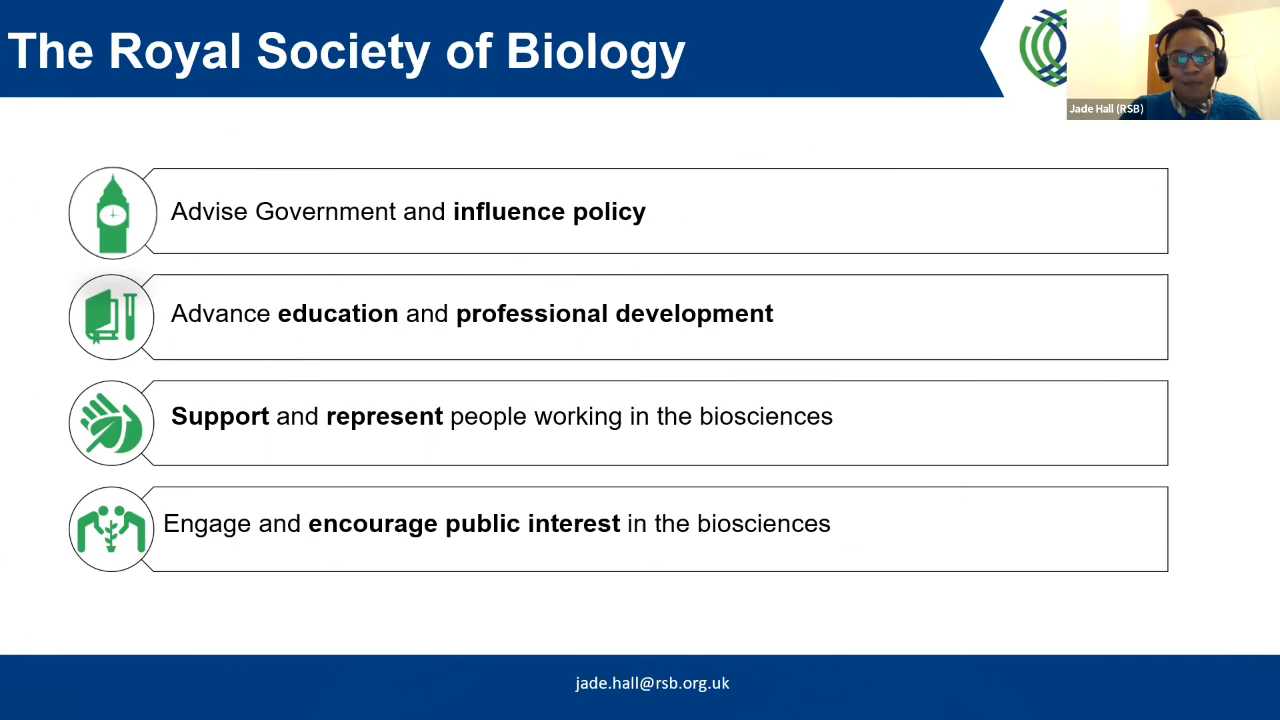 The Royal Society of Biology
Jade Hall (RSB)
Advise Government and influence policy
Advance education and professional development
Support and represent people working in the biosciences
Engage and encourage public interest in the biosciences
jade.hall@rsb.org.uk